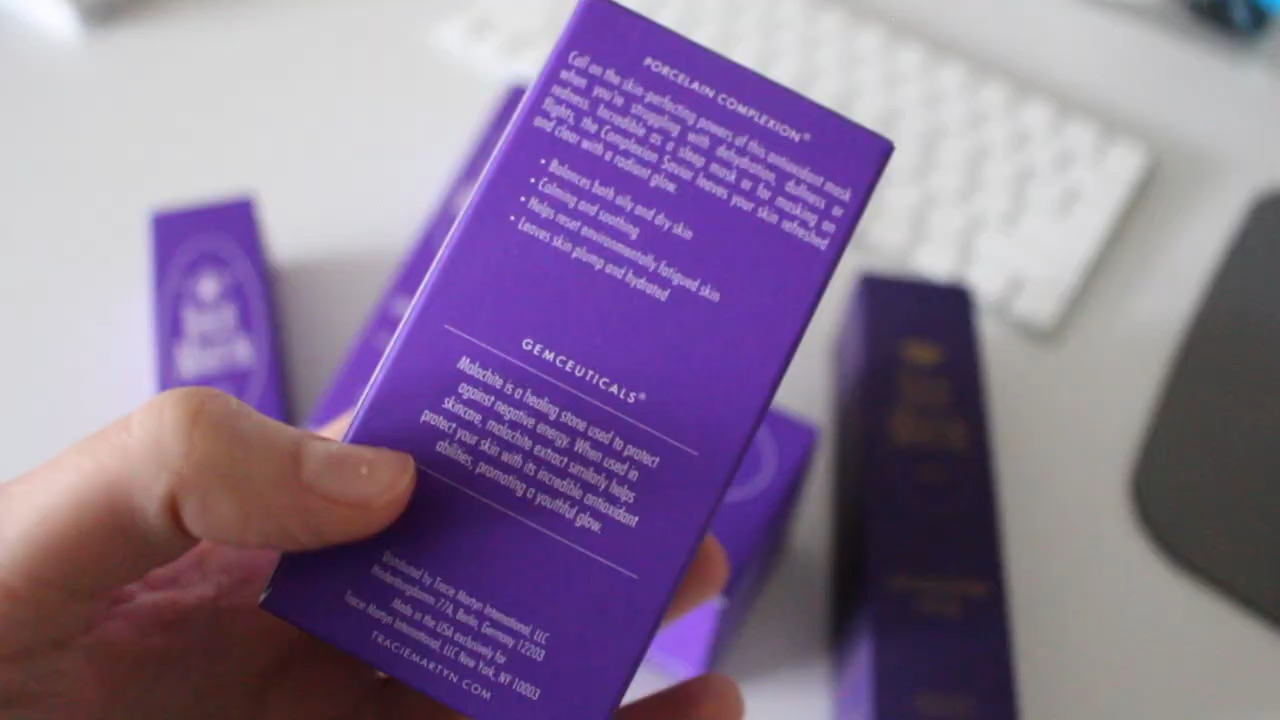 PORCELAIN COMPLEXION®
Call on the skin-perfecting powers of this antioxidant mask
when you're struggling with dehydration, dullness or
redness. Incredible as a sleep mask or for masking on
flights, the Complexion Savior leaves your skin refreshed
and clean with a radiant glow.
• Balances both oily and dry skin
• Calming and soothing
• Helps reset environmentally fatigued skin
• Leaves skin plump and hydrated
GEMCEUTICALS®
Malachite is a healing stone used to protect
against negative energy. When used in
skincare, malachite extract similarly helps
protect your skin with its incredible antioxidant
abilities, promoting a youthful glow.
Distributed by Tracie Martyn International, LLC
77A, Berlin, Germany 12203
Made in the USA exclusively for
Tracie Martyn International, LLC New York, NY 10003
TRACIEMARTYN.COM